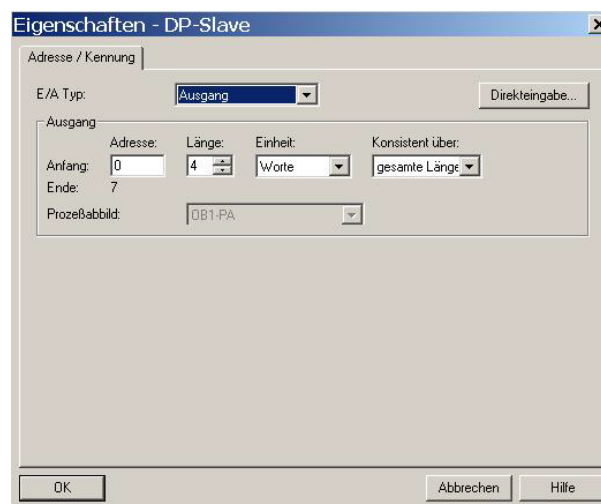 Eigenschaften - DP-Slave
Adresse / Kennung
E/A Typ: Ausgang Direkteingabe...
Ausgang
Adresse: Länge: Einheit: Konsistent über:
Anfang: 0 4 Worte gesamte Länge
Ende: 7
Prozeßabbild: OB1-PA
OK Abbrechen Hilfe